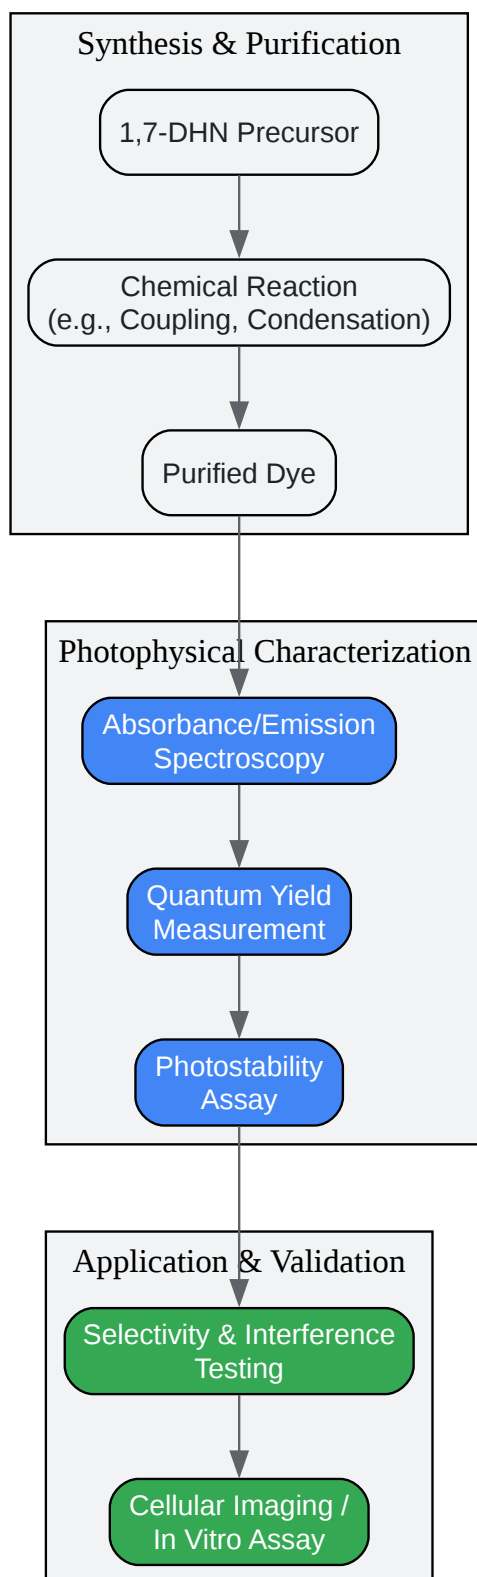 Synthesis & Purification
1,7-DHN Precursor
Chemical Reaction
(e.g., Coupling, Condensation)
Purified Dye
Photophysical Characterization
Absorbance/Emission
Spectroscopy
Quantum Yield
Measurement
Photostability
Assay
Application & Validation
Selectivity & Interference
Testing
Cellular Imaging /
In Vitro Assay